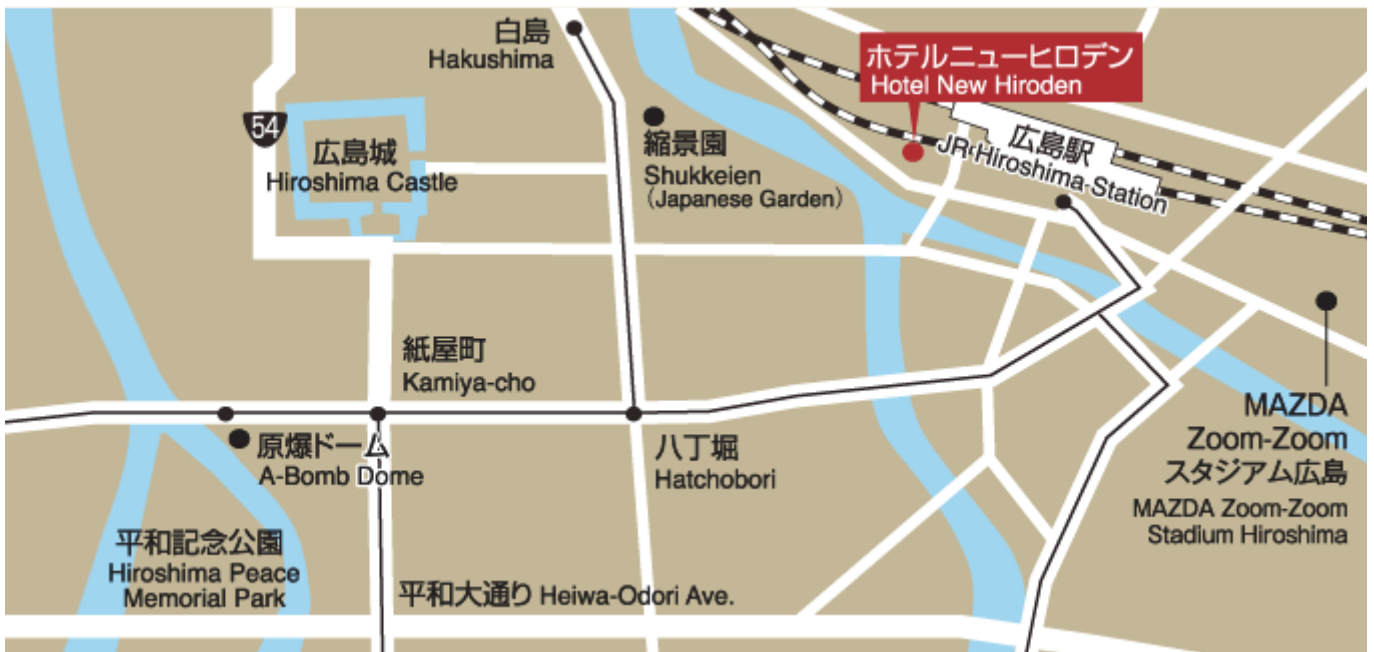 白島
Hakushima
ホテルニューヒロデン
Hotel New Hiroden
54
広島城
Hiroshima Castle
縮景園
Shukkeien
(Japanese Garden)
広島駅
JR Hiroshima Station
紙屋町
Kamiya-cho
原爆ドーム
A-Bomb Dome
八丁堀
Hatchobori
MAZDA
Zoom-Zoom
スタジアム広島
MAZDA Zoom-Zoom
Stadium Hiroshima
平和記念公園
Hiroshima Peace
Memorial Park
平和大通り Heiwa-Odori Ave.